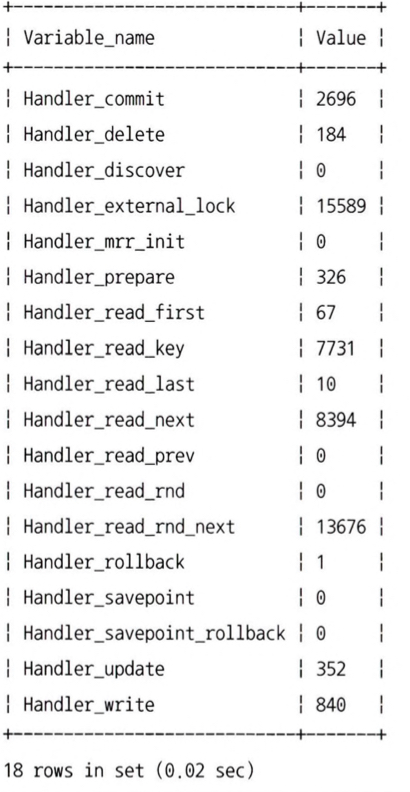 +---------------------------+-------+
¦ Variable_name             ¦ Value ¦
+---------------------------+-------+
¦ Handler_commit            ¦ 2696  ¦
¦ Handler_delete            ¦ 184   ¦
¦ Handler_discover          ¦ 0     ¦
¦ Handler_external_lock     ¦ 15589 ¦
¦ Handler_mrr_init          ¦ 0     ¦
¦ Handler_prepare           ¦ 326   ¦
¦ Handler_read_first        ¦ 67    ¦
¦ Handler_read_key          ¦ 7731  ¦
¦ Handler_read_last         ¦ 10    ¦
¦ Handler_read_next         ¦ 8394  ¦
¦ Handler_read_prev         ¦ 0     ¦
¦ Handler_read_rnd          ¦ 0     ¦
¦ Handler_read_rnd_next     ¦ 13676 ¦
¦ Handler_rollback          ¦ 1     ¦
¦ Handler_savepoint         ¦ 0     ¦
¦ Handler_savepoint_rollback ¦ 0     ¦
¦ Handler_update            ¦ 352   ¦
¦ Handler_write             ¦ 840   ¦
+---------------------------+-------+
18 rows in set (0.02 sec)